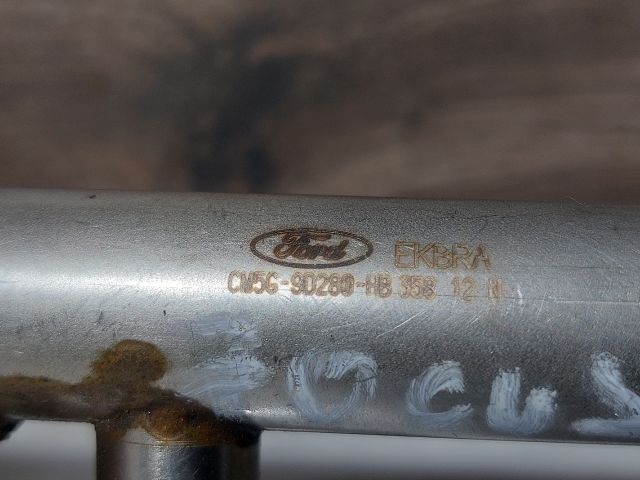 Ford EKBRA
CM5G-9D280-HB 358 12 N
FOCUS